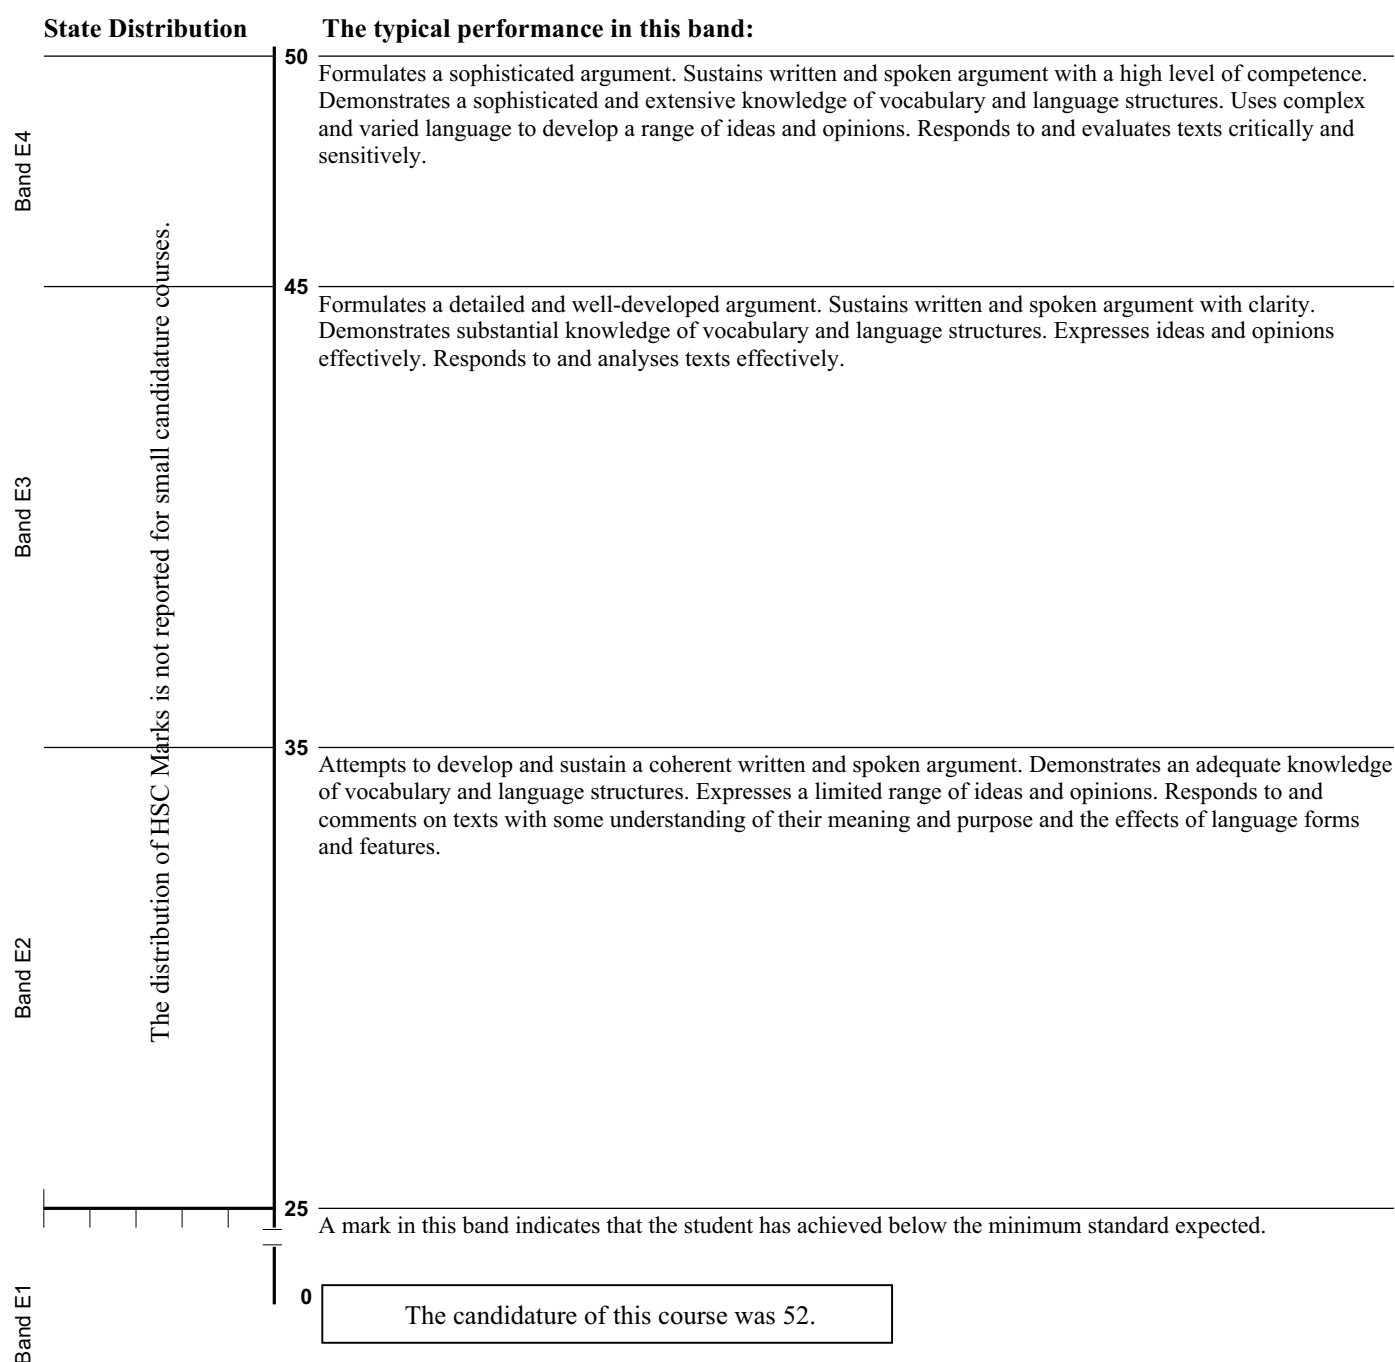 State Distribution
The typical performance in this band:
50
Formulates a sophisticated argument. Sustains written and spoken argument with a high level of competence.
Demonstrates a sophisticated and extensive knowledge of vocabulary and language structures. Uses complex
and varied language to develop a range of ideas and opinions. Responds to and evaluates texts critically and
sensitively.
Band E4
The distribution of HSC Marks is not reported for small candidature courses.
45
Formulates a detailed and well-developed argument. Sustains written and spoken argument with clarity.
Demonstrates substantial knowledge of vocabulary and language structures. Expresses ideas and opinions
effectively. Responds to and analyses texts effectively.
Band E3
35
Attempts to develop and sustain a coherent written and spoken argument. Demonstrates an adequate knowledge
of vocabulary and language structures. Expresses a limited range of ideas and opinions. Responds to and
comments on texts with some understanding of their meaning and purpose and the effects of language forms
and features.
Band E2
25
A mark in this band indicates that the student has achieved below the minimum standard expected.
0
Band E1
The candidature of this course was 52.